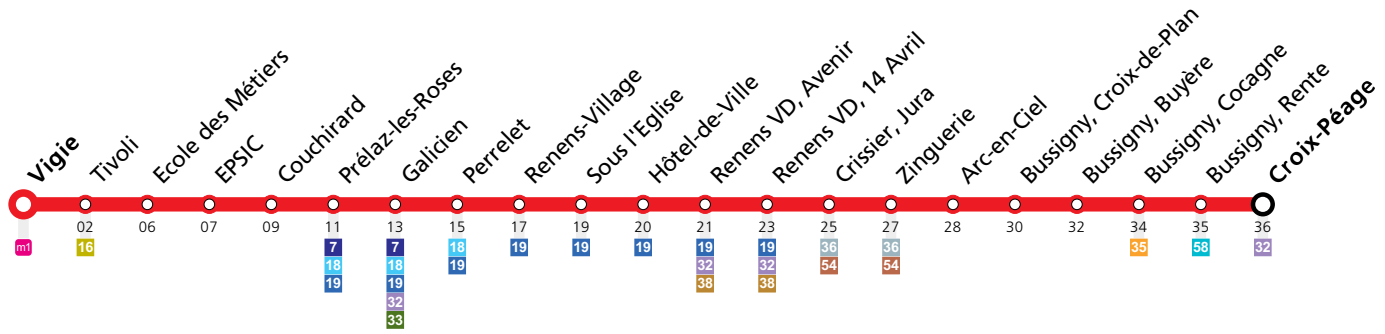 Vigie
Tivoli
Ecole des Métiers
EPSIC
Couchirard
Prélaz-les-Roses
Galicien
Perrelet
Renens-Village
Sous l'Eglise
Hôtel-de-Ville
Renens VD, Avenir
Renens VD, 14 Avril
Crissier, Jura
Zinguerie
Arc-en-Ciel
Bussigny, Croix-de-Plan
Bussigny, Buyère
Bussigny, Cocagne
Bussigny, Rente
Croix-Péage
02 06 07 09 11 13 15 17 19 20 21 23 25 27 28 30 32 34 35 36
m1 16 7 7 18 19 19 19 19 19 36 36 35 58 32
18 18 19 32 32 54 54
19 19 38 38
32
33